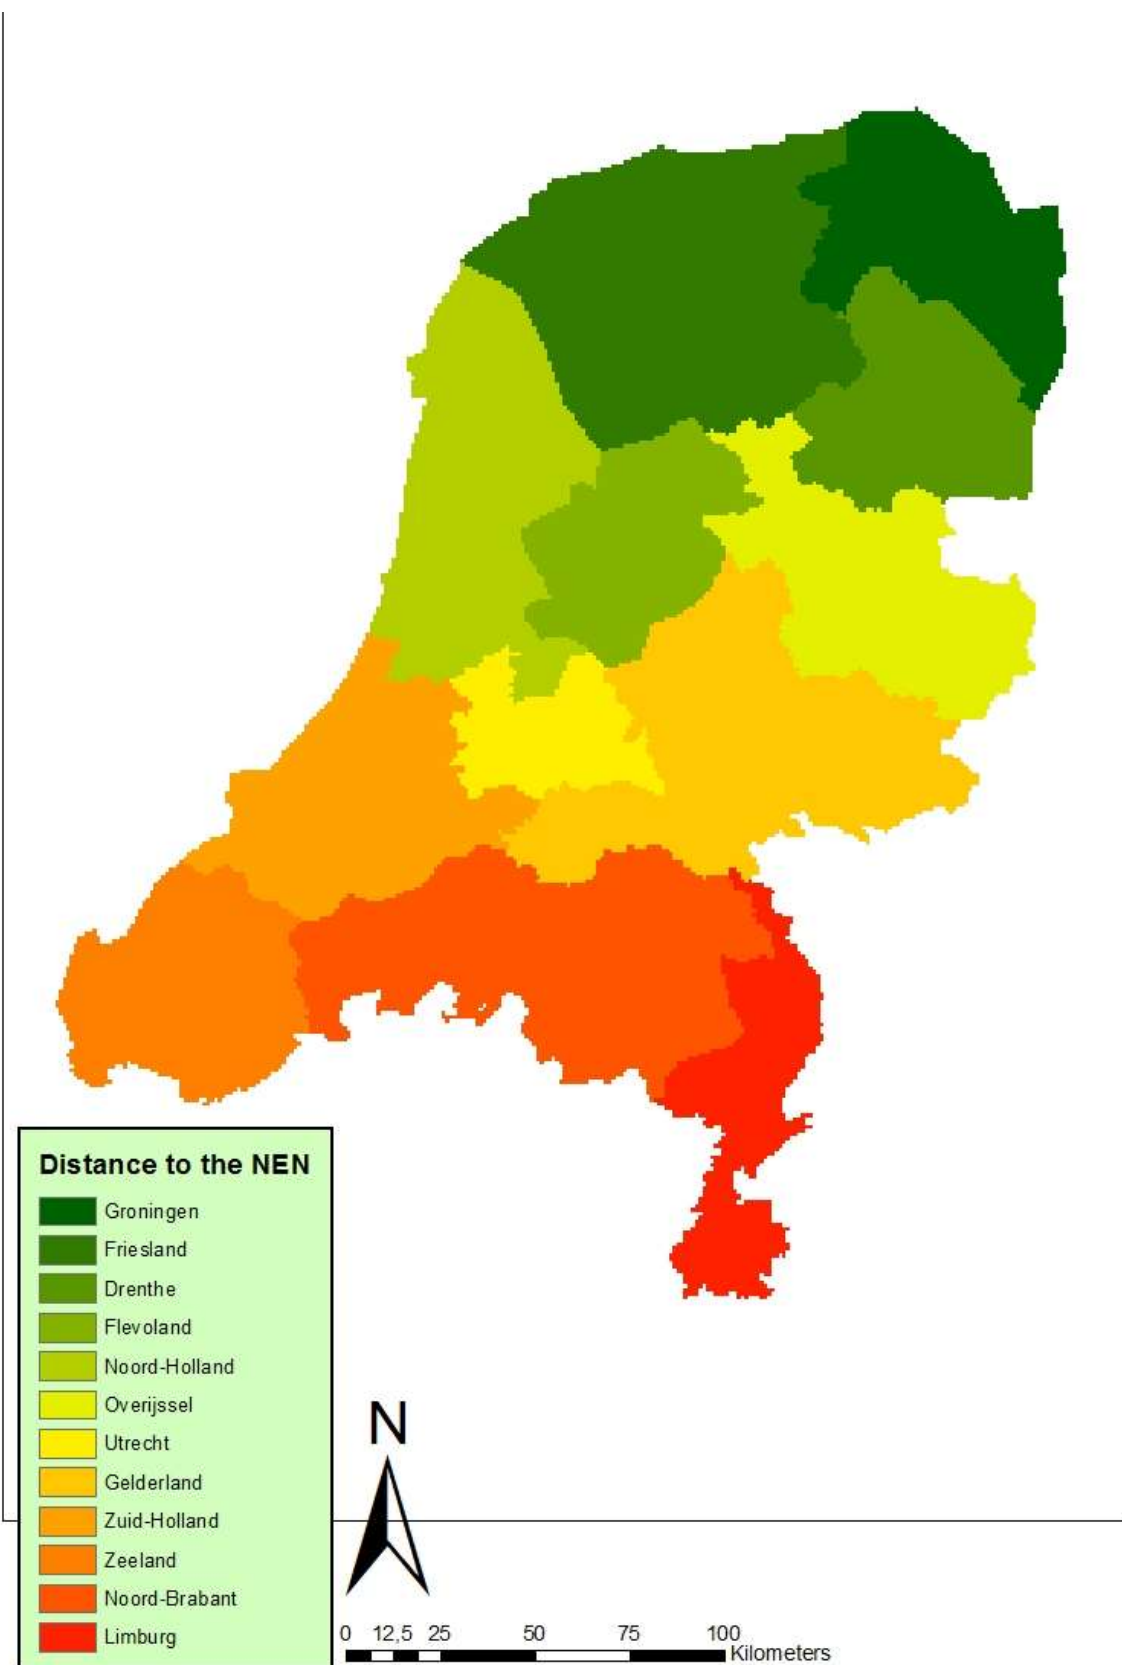 Distance to the NEN
Groningen
Friesland
Drenthe
Flevoland
Noord-Holland
Overijssel
Utrecht
Gelderland
Zuid-Holland
Zeeland
Noord-Brabant
Limburg
N
0 12,5 25 50 75 100
Kilometers